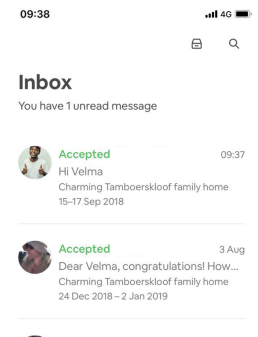 09:38
4G
Inbox
You have 1 unread message
Accepted
09:37
Hi Velma
Charming Tamboerskloof family home
15–17 Sep 2018
Accepted
3 Aug
Dear Velma, congratulations! How...
Charming Tamboerskloof family home
24 Dec 2018 – 2 Jan 2019